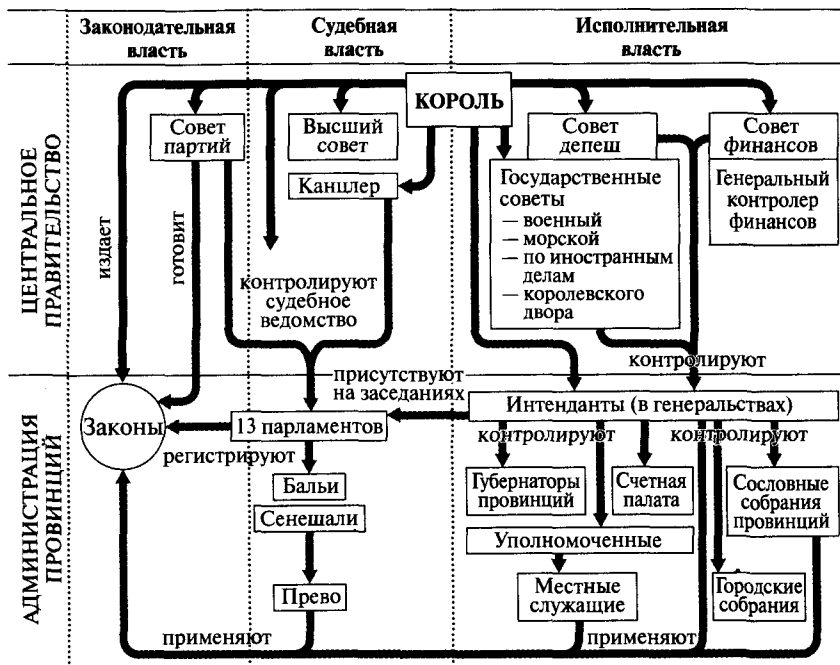 Законодательная
власть
Судебная
власть
Исполнительная
власть
ЦЕНТРАЛЬНОЕ
ПРАВИТЕЛЬСТВО
КОРОЛЬ
Совет
партий
Высший
совет
Канцлер
Совет
депеш
Совет
финансов
Государственные
советы
— военный
— морской
— по иностранным
делам
— королевского
двора
Генеральный
контролер
финансов
издает
готовит
контролируют
судебное
ведомство
контролируют
АДМИНИСТРАЦИЯ
ПРОВИНЦИЙ
Законы
присутствуют
на заседаниях
13 парламентов
регистрируют
Интенданты (в генеральствах)
контролируют
контролируют
Бальи
Сенешали
Прево
Губернаторы
провинций
Счетная
палата
Сословные
собрания
провинций
Уполномоченные
Местные
служащие
Городские
собрания
применяют
применяют